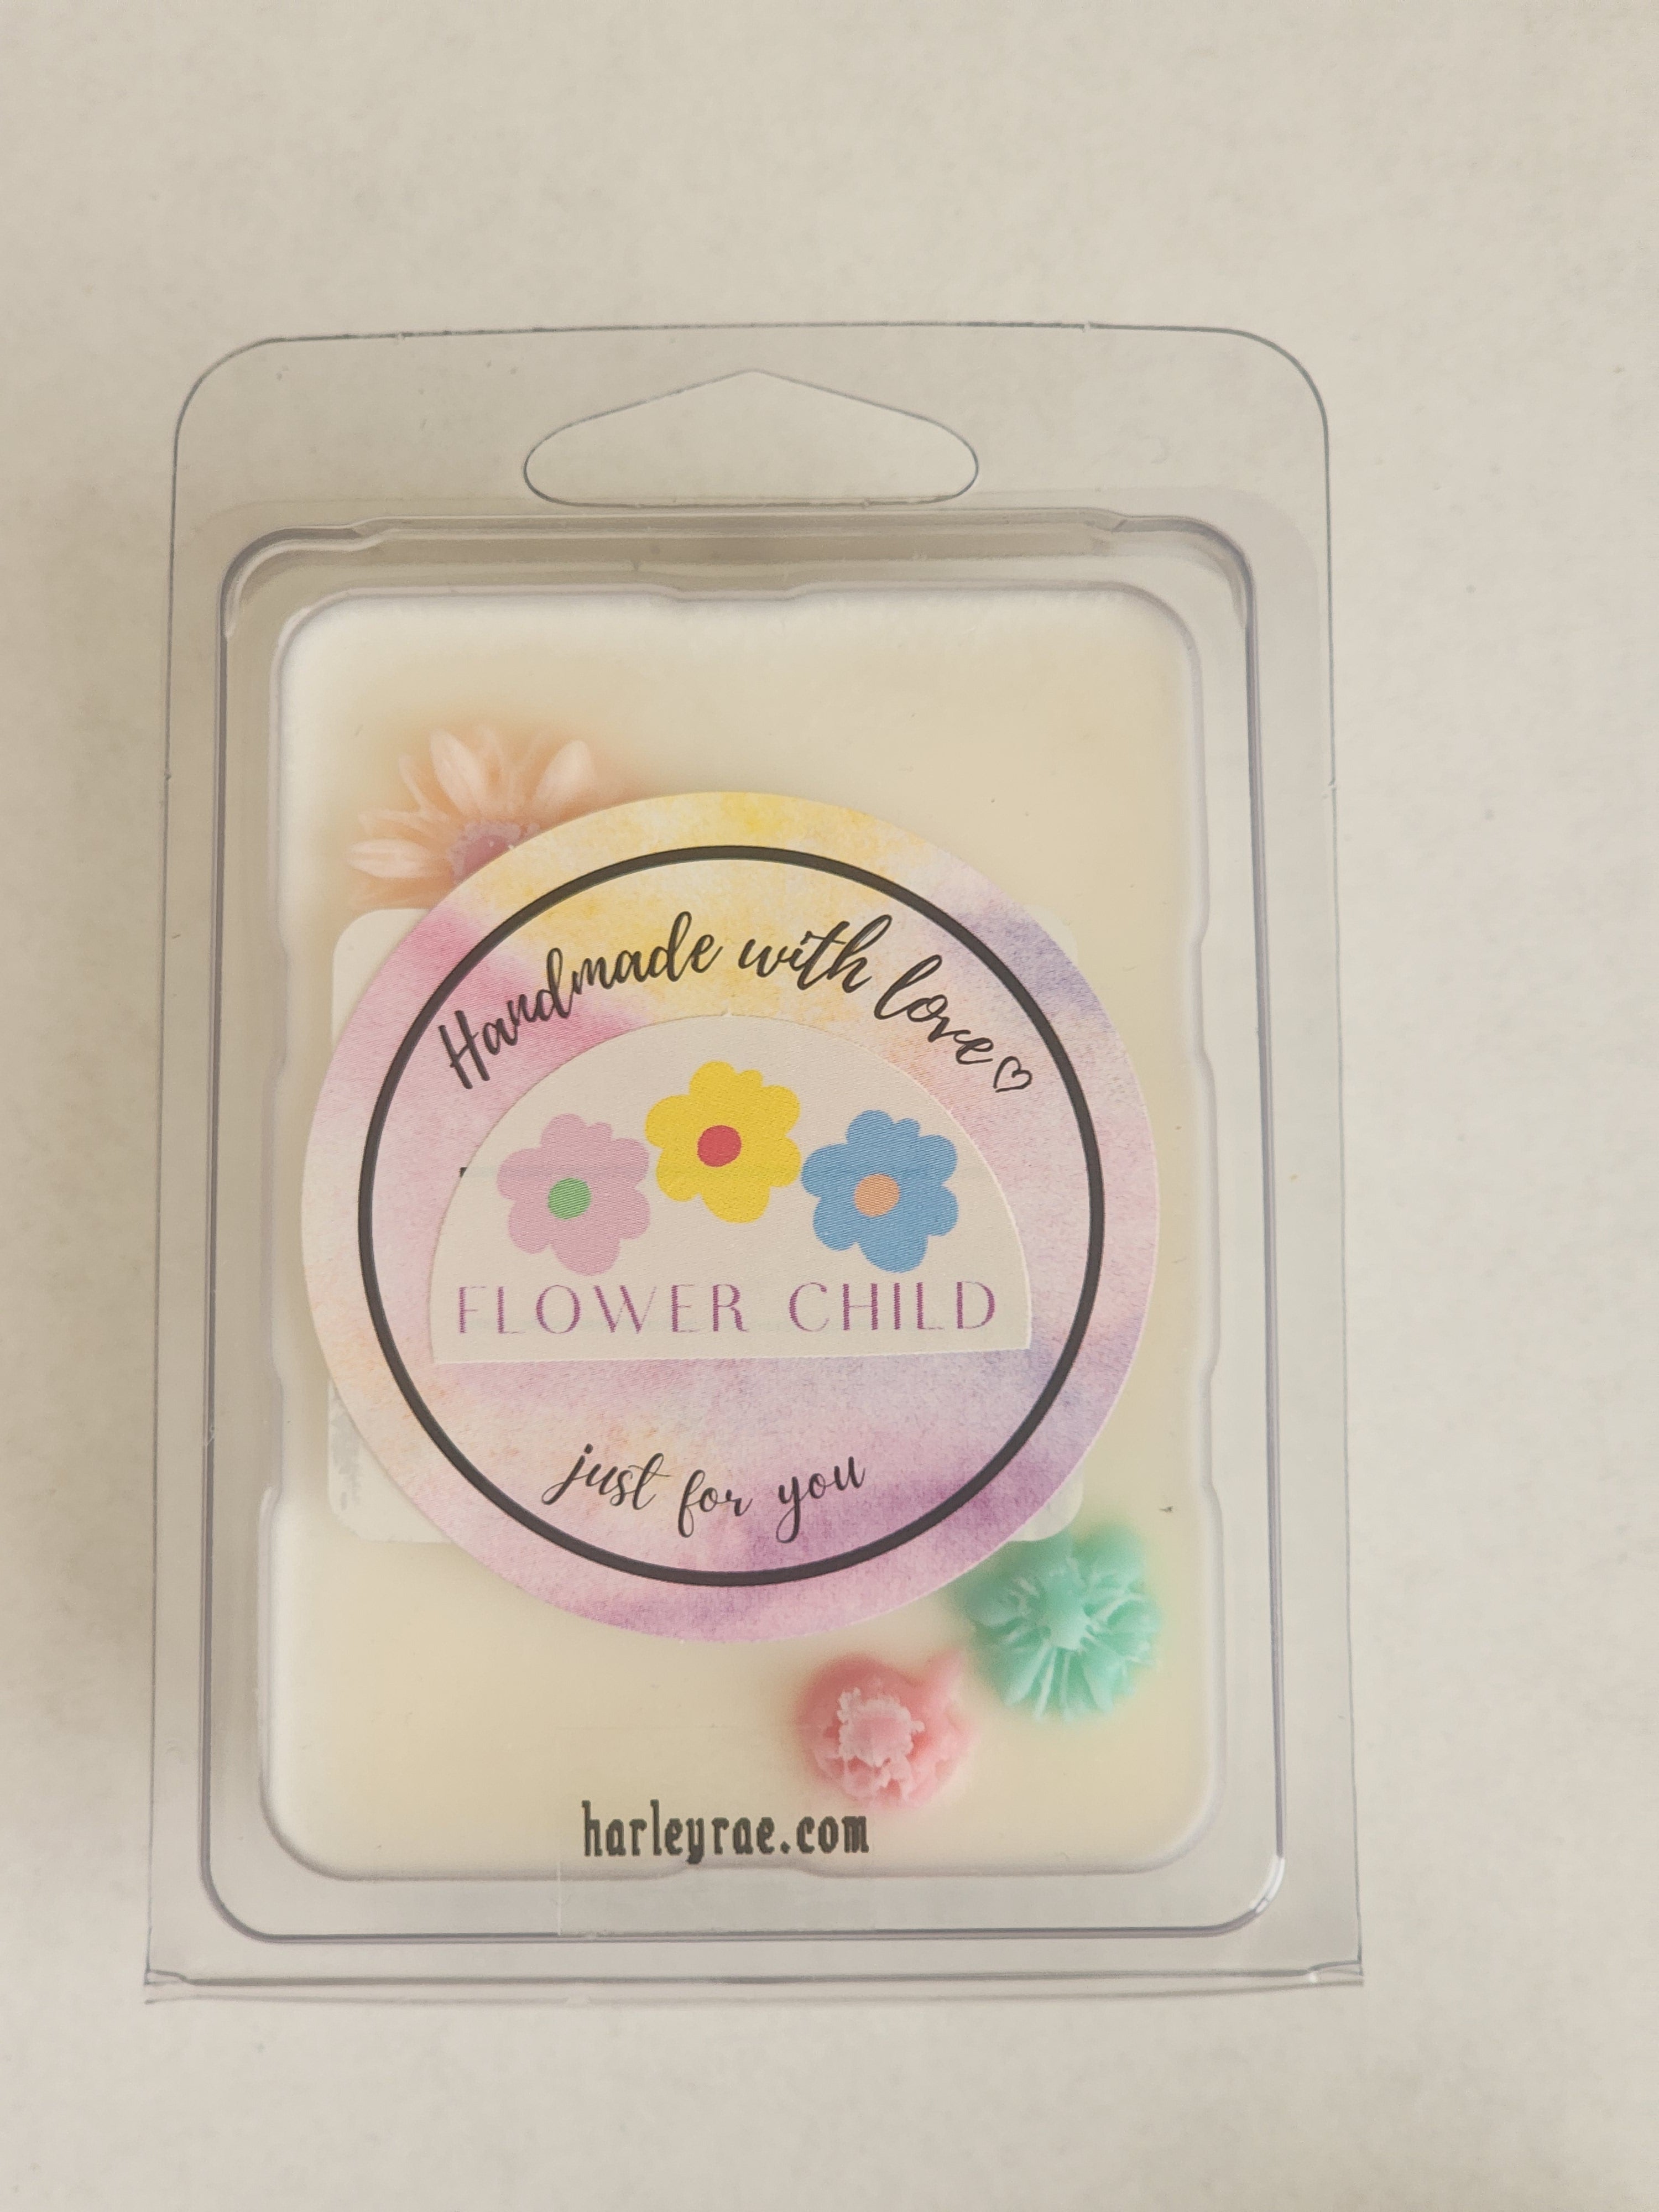 Handmade with love♡
FLOWER CHILD
just for you
harleyrae.com